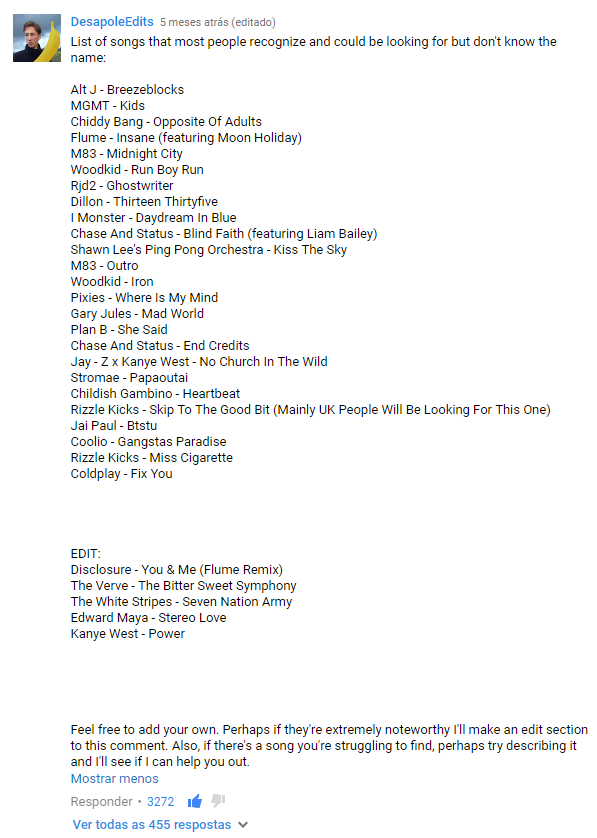 DesapoleEdits 5 meses atrás (editado)
List of songs that most people recognize and could be looking for but don't know the
name:
Alt J - Breezeblocks
MGMT - Kids
Chiddy Bang - Opposite Of Adults
Flume - Insane (featuring Moon Holiday)
M83 - Midnight City
Woodkid - Run Boy Run
Rjd2 - Ghostwriter
Dillon - Thirteen Thirtyfive
I Monster - Daydream In Blue
Chase And Status - Blind Faith (featuring Liam Bailey)
Shawn Lee's Ping Pong Orchestra - Kiss The Sky
M83 - Outro
Woodkid - Iron
Pixies - Where Is My Mind
Gary Jules - Mad World
Plan B - She Said
Chase And Status - End Credits
Jay - Z x Kanye West - No Church In The Wild
Stromae - Papaoutai
Childish Gambino - Heartbeat
Rizzle Kicks - Skip To The Good Bit (Mainly UK People Will Be Looking For This One)
Jai Paul - Btstu
Coolio - Gangstas Paradise
Rizzle Kicks - Miss Cigarette
Coldplay - Fix You
EDIT:
Disclosure - You & Me (Flume Remix)
The Verve - The Bitter Sweet Symphony
The White Stripes - Seven Nation Army
Edward Maya - Stereo Love
Kanye West - Power
Feel free to add your own. Perhaps if they're extremely noteworthy I'll make an edit section
to this comment. Also, if there's a song you're struggling to find, perhaps try describing it
and I'll see if I can help you out.
Mostrar menos
Responder • 3272
Ver todas as 455 respostas